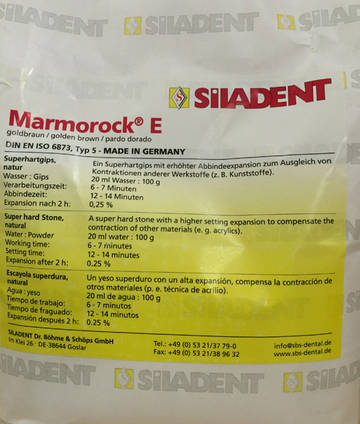 SILADENT
SILADENT
Marmorock® E
goldbraun / golden brown / pardo dorado
DIN EN ISO 6873, Typ 5 - MADE IN GERMANY
Superhartgips, Ein Superhartgips mit erhöhter Abbindeexpansion zum Ausgleich von
natur Kontraktionen anderer Werkstoffe (z. B. Kunststoffe).
Wasser : Gips 20 ml Wasser : 100 g
Verarbeitungszeit: 6 - 7 Minuten
Abbindezeit: 12 - 14 Minuten
Expansion nach 2 h: 0,25 %
Super hard Stone, A super hard stone with a higher setting expansion to compensate the
natural contraction of other materials (e. g. acrylics).
Water : Powder 20 ml water : 100 g
Working time: 6 - 7 minutes
Setting time: 12 - 14 minutes
Expansion after 2 h: 0.25 %
Escayola superdura, Un yeso superduro con un alta expansión, compensa la contracción de
natural otros materiales (p. e. técnica de acrilio).
Agua : yeso 20 ml de agua : 100 g
Tiempo de trabajo: 6 - 7 minutos
Tiempo de fraguado: 12 - 14 minutos
Expansión después 2 h: 0.25 %
SILADENT Dr. Böhme & Schöps GmbH Tel.: +49 (0) 53 21/37 79-0 info@sbs-dental.de
Im Klei 26 · DE-38644 Goslar Fax: +49 (0) 53 21/38 96 32 www.sbs-dental.de
SILADENT
SILADENT